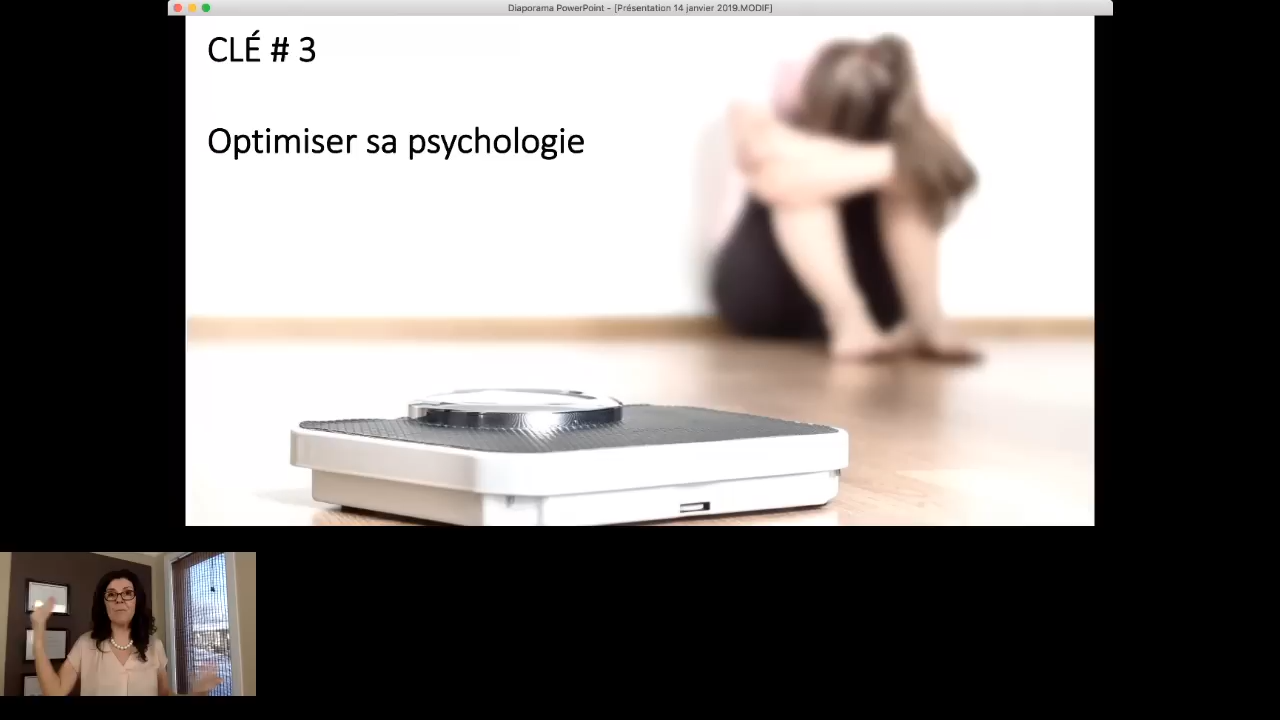 Diaporama PowerPoint - [Présentation 14 janvier 2019.MODIF]
CLÉ # 3
Optimiser sa psychologie